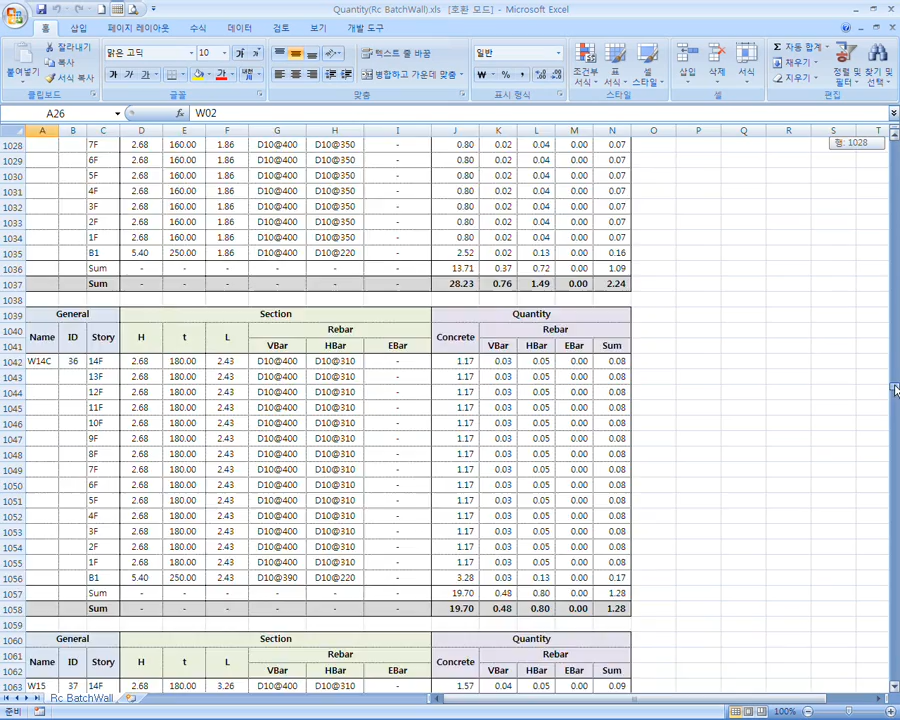 Quantity(Rc BatchWall).xls [호환 모드] - Microsoft Excel
홈 삽입 페이지 레이아웃 수식 데이터 검토 보기 개발 도구
붙여넣기 잘라내기 복사 서식 복사 클립보드
맑은 고딕 10 가 가 가 가 가 글꼴
텍스트 줄 바꿈 병합하고 가운데 맞춤 맞춤
일반 % , 표시 형식
조건부 서식 표 서식 셀 스타일 스타일
삽입 삭제 서식 셀
Σ 자동 합계 채우기 지우기 정렬 및 필터 찾기 및 선택 편집
A26 fx W02
A B C D E F G H I J K L M N O P Q R S T
행: 1028
1028 7F 2.68 160.00 1.86 D10@400 D10@350 - 0.80 0.02 0.04 0.00 0.07
1029 6F 2.68 160.00 1.86 D10@400 D10@350 - 0.80 0.02 0.04 0.00 0.07
1030 5F 2.68 160.00 1.86 D10@400 D10@350 - 0.80 0.02 0.04 0.00 0.07
1031 4F 2.68 160.00 1.86 D10@400 D10@350 - 0.80 0.02 0.04 0.00 0.07
1032 3F 2.68 160.00 1.86 D10@400 D10@350 - 0.80 0.02 0.04 0.00 0.07
1033 2F 2.68 160.00 1.86 D10@400 D10@350 - 0.80 0.02 0.04 0.00 0.07
1034 1F 2.68 160.00 1.86 D10@400 D10@350 - 0.80 0.02 0.04 0.00 0.07
1035 B1 5.40 250.00 1.86 D10@400 D10@220 - 2.52 0.02 0.13 0.00 0.16
1036 Sum - - - - - - 13.71 0.37 0.72 0.00 1.09
1037 Sum - - - - - - 28.23 0.76 1.49 0.00 2.24
1038
1039 General Section Quantity
1040 Name ID Story H t L Rebar Concrete Rebar
1041 VBar HBar EBar VBar HBar EBar Sum
1042 W14C 36 14F 2.68 180.00 2.43 D10@400 D10@310 - 1.17 0.03 0.05 0.00 0.08
1043 13F 2.68 180.00 2.43 D10@400 D10@310 - 1.17 0.03 0.05 0.00 0.08
1044 12F 2.68 180.00 2.43 D10@400 D10@310 - 1.17 0.03 0.05 0.00 0.08
1045 11F 2.68 180.00 2.43 D10@400 D10@310 - 1.17 0.03 0.05 0.00 0.08
1046 10F 2.68 180.00 2.43 D10@400 D10@310 - 1.17 0.03 0.05 0.00 0.08
1047 9F 2.68 180.00 2.43 D10@400 D10@310 - 1.17 0.03 0.05 0.00 0.08
1048 8F 2.68 180.00 2.43 D10@400 D10@310 - 1.17 0.03 0.05 0.00 0.08
1049 7F 2.68 180.00 2.43 D10@400 D10@310 - 1.17 0.03 0.05 0.00 0.08
1050 6F 2.68 180.00 2.43 D10@400 D10@310 - 1.17 0.03 0.05 0.00 0.08
1051 5F 2.68 180.00 2.43 D10@400 D10@310 - 1.17 0.03 0.05 0.00 0.08
1052 4F 2.68 180.00 2.43 D10@400 D10@310 - 1.17 0.03 0.05 0.00 0.08
1053 3F 2.68 180.00 2.43 D10@400 D10@310 - 1.17 0.03 0.05 0.00 0.08
1054 2F 2.68 180.00 2.43 D10@400 D10@310 - 1.17 0.03 0.05 0.00 0.08
1055 1F 2.68 180.00 2.43 D10@400 D10@310 - 1.17 0.03 0.05 0.00 0.08
1056 B1 5.40 250.00 2.43 D10@390 D10@220 - 3.28 0.03 0.13 0.00 0.17
1057 Sum - - - - - - 19.70 0.48 0.80 0.00 1.28
1058 Sum - - - - - - 19.70 0.48 0.80 0.00 1.28
1059
1060 General Section Quantity
1061 Name ID Story H t L Rebar Concrete Rebar
1062 VBar HBar EBar VBar HBar EBar Sum
1063 W15 37 14F 2.68 180.00 3.26 D10@400 D10@310 - 1.57 0.04 0.05 0.00 0.09
Rc BatchWall
준비 100%